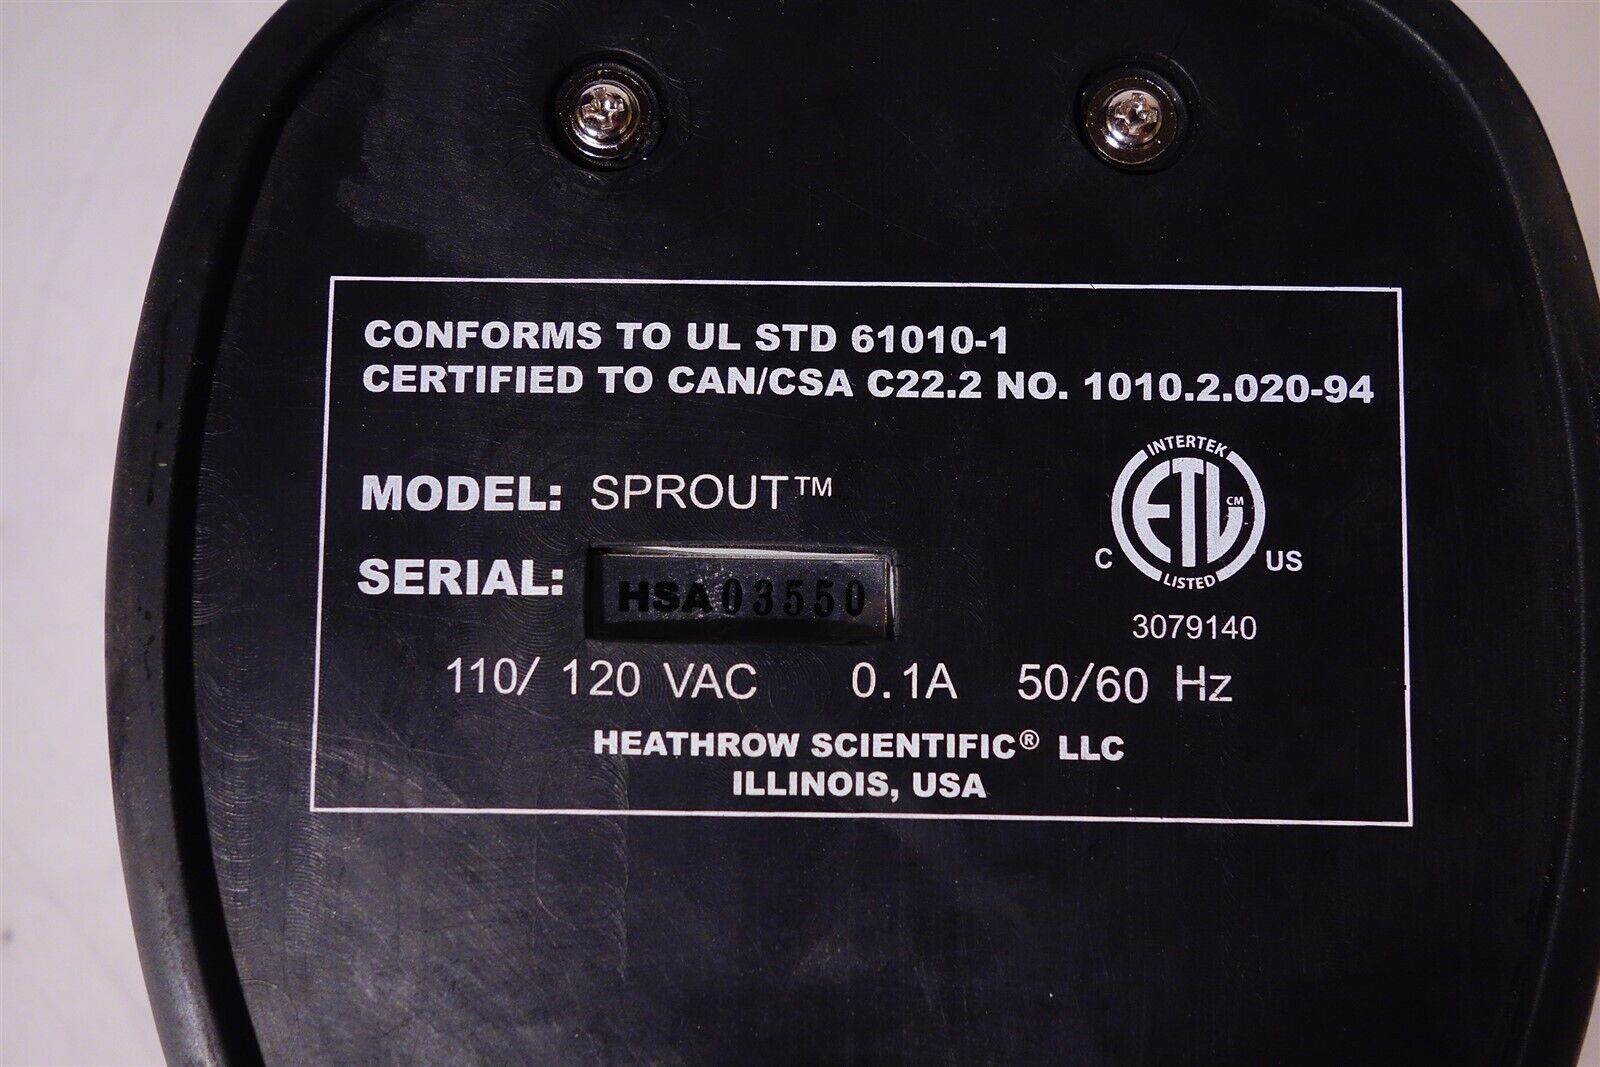 CONFORMS TO UL STD 61010-1
CERTIFIED TO CAN/CSA C22.2 NO. 1010.2.020-94
MODEL: SPROUT™
SERIAL: HSA03550
INTERTEK
ETL CM
C US
LISTED
3079140
110/ 120 VAC 0.1A 50/60 Hz
HEATHROW SCIENTIFIC® LLC
ILLINOIS, USA